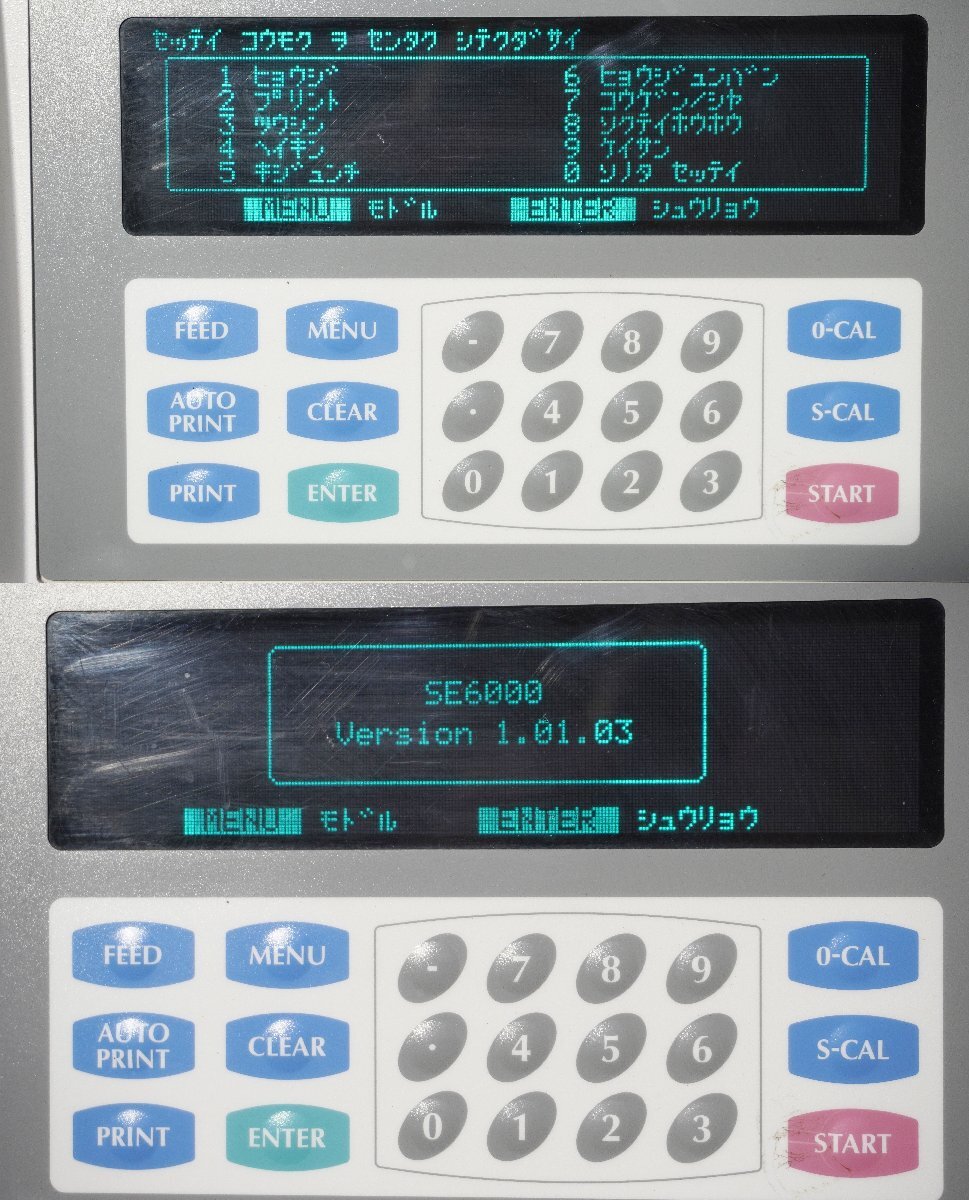 セッテイ コウモク ヲ センタク シテクダサイ
1 ヒョウジ 6 ヒョウジュンバン
2 プリント 7 コウゲン/シヤ
3 ツウシン 8 ソクテイホウホウ
4 ヘイキン 9 ケイサン
5 キジュンチ 0 ソノタ セッテイ
MENU モドル ENTER シュウリョウ
FEED MENU - 7 8 9 0-CAL
AUTO PRINT CLEAR . 4 5 6 S-CAL
PRINT ENTER 0 1 2 3 START
SE6000
Version 1.01.03
MENU モドル ENTER シュウリョウ
FEED MENU - 7 8 9 0-CAL
AUTO PRINT CLEAR . 4 5 6 S-CAL
PRINT ENTER 0 1 2 3 START